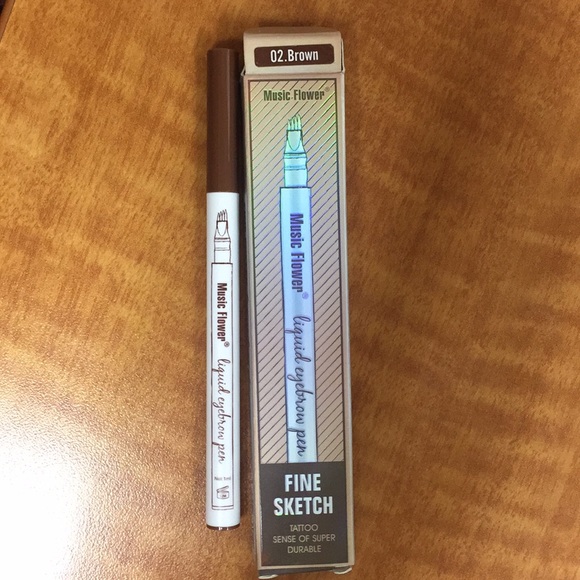 02.Brown
Music Flower®
Music Flower®
liquid eyebrow pen
FINE
SKETCH
TATTOO
SENSE OF SUPER
DURABLE
Music Flower®
liquid eyebrow pen